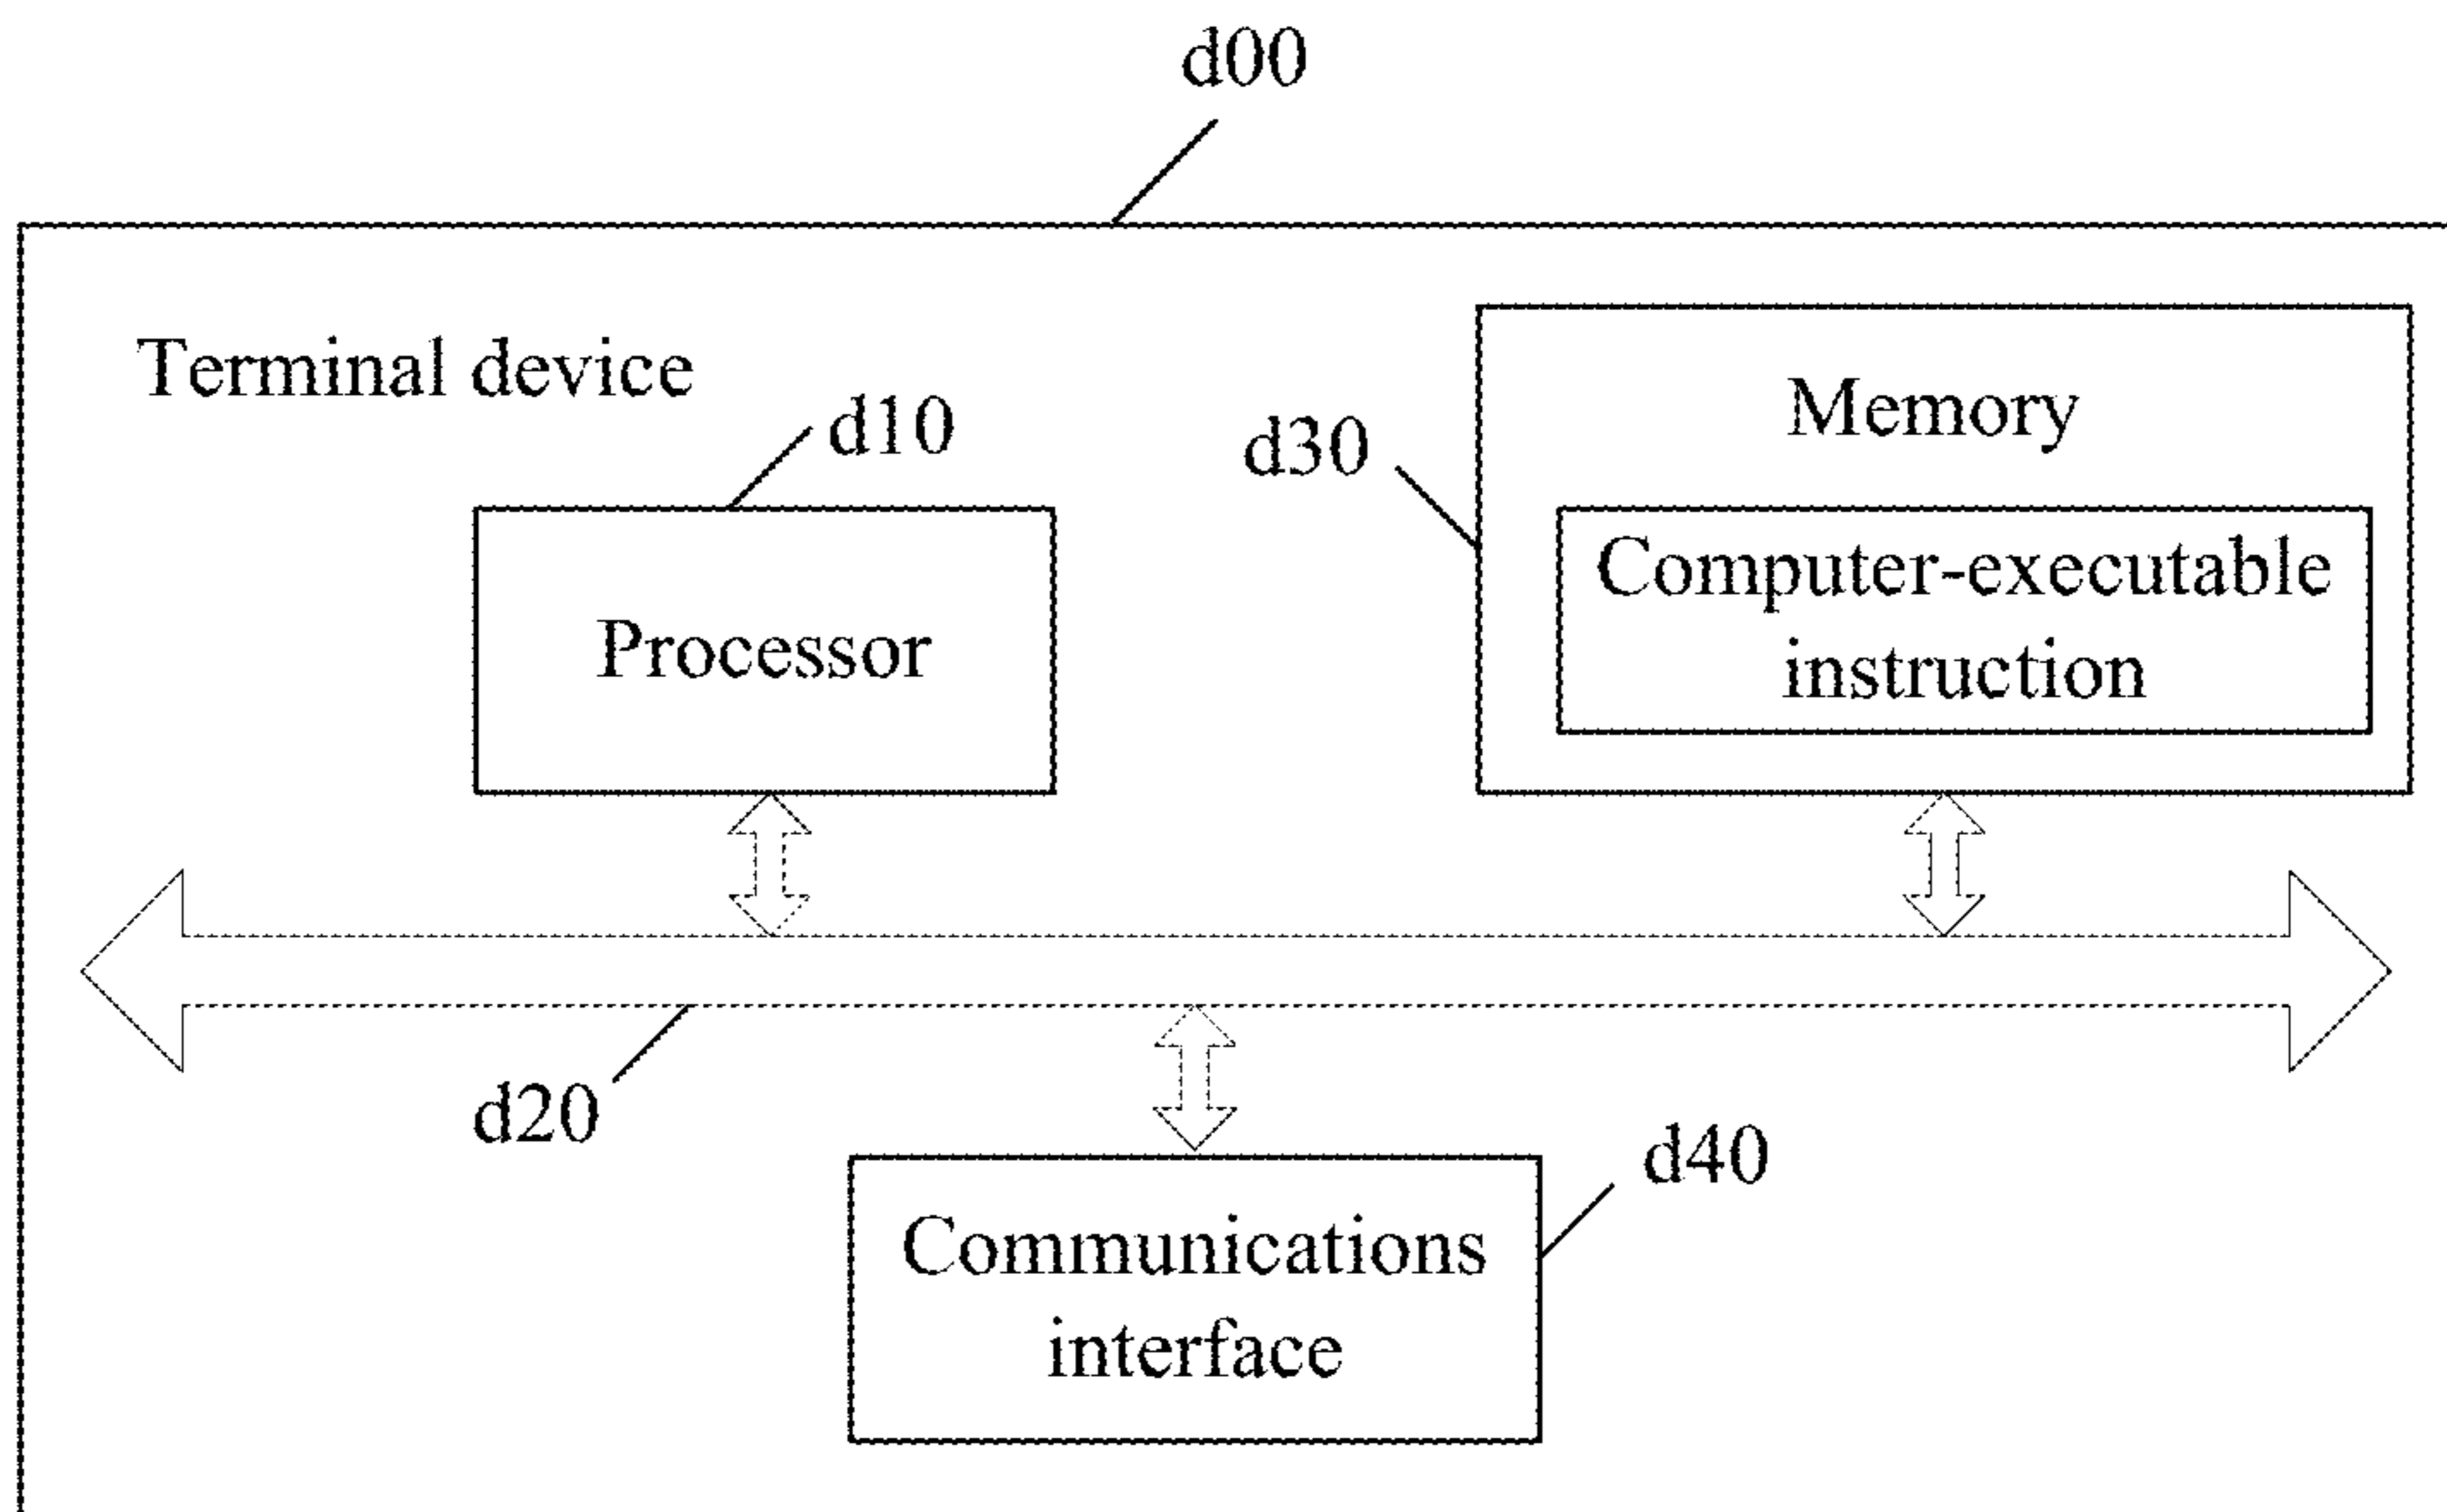 d00
Terminal device
d10
d30
Memory
Computer-executable
instruction
Processor
d20
d40
Communications
interface